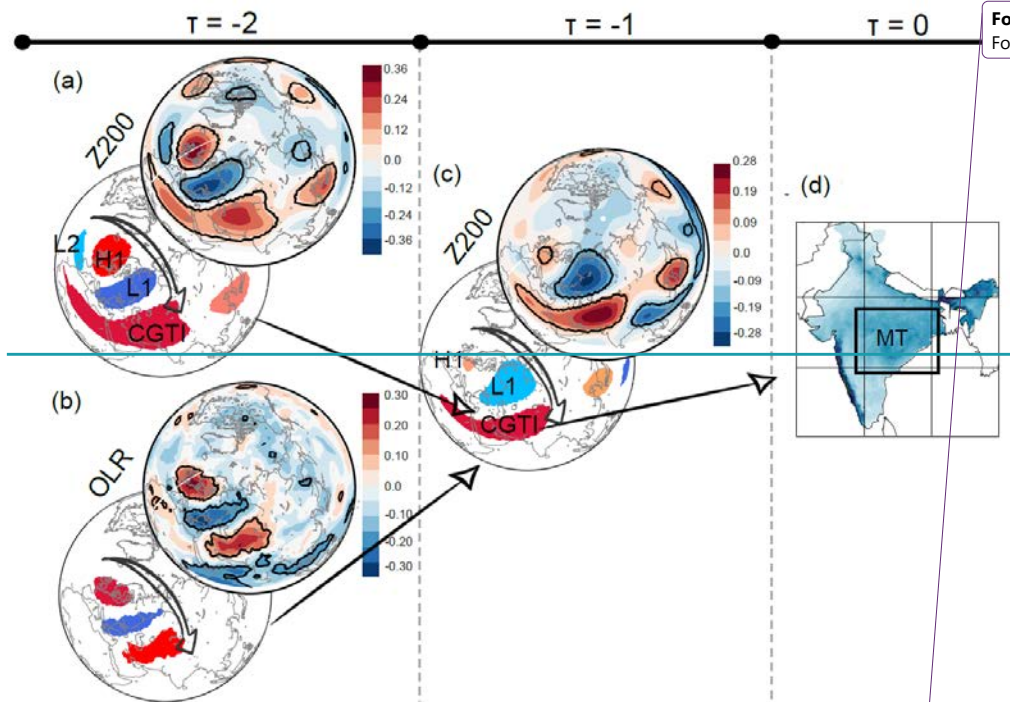 τ = -2
τ = -1
τ = 0
Fo
Fo
(a)
Z200
0.36
0.24
0.12
0.0
-0.12
-0.24
-0.36
L2
H1
L1
CGTI
(b)
OLR
0.30
0.20
0.10
0.0
-0.10
-0.20
-0.30
(c)
Z200
0.28
0.19
0.09
0.0
-0.09
-0.19
-0.28
H1
L1
CGTI
(d)
MT